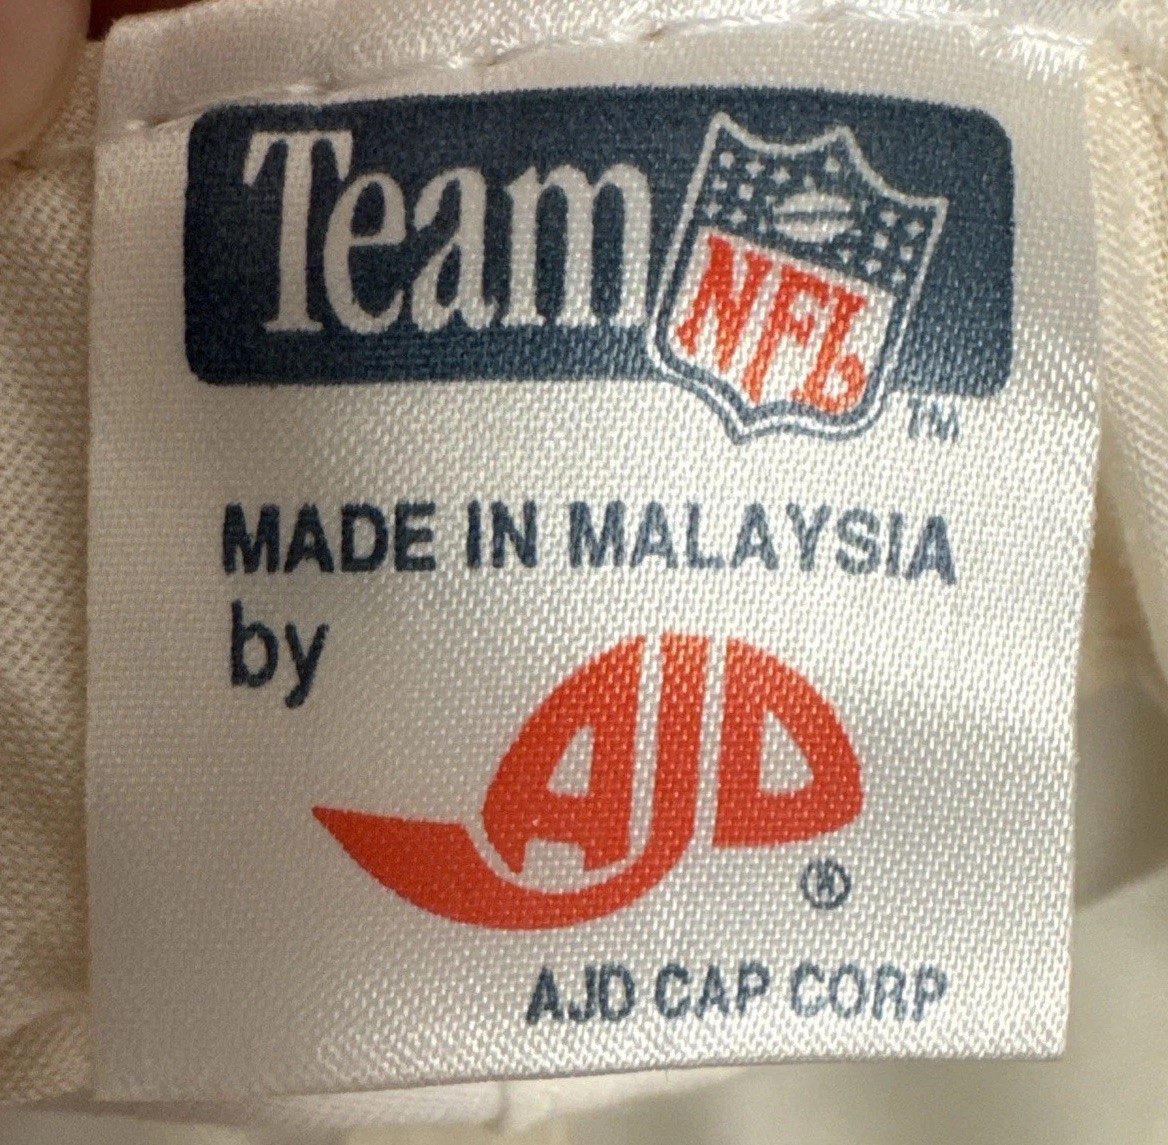 Team NFL
TM
MADE IN MALAYSIA
by
AJD
®
AJD CAP CORP